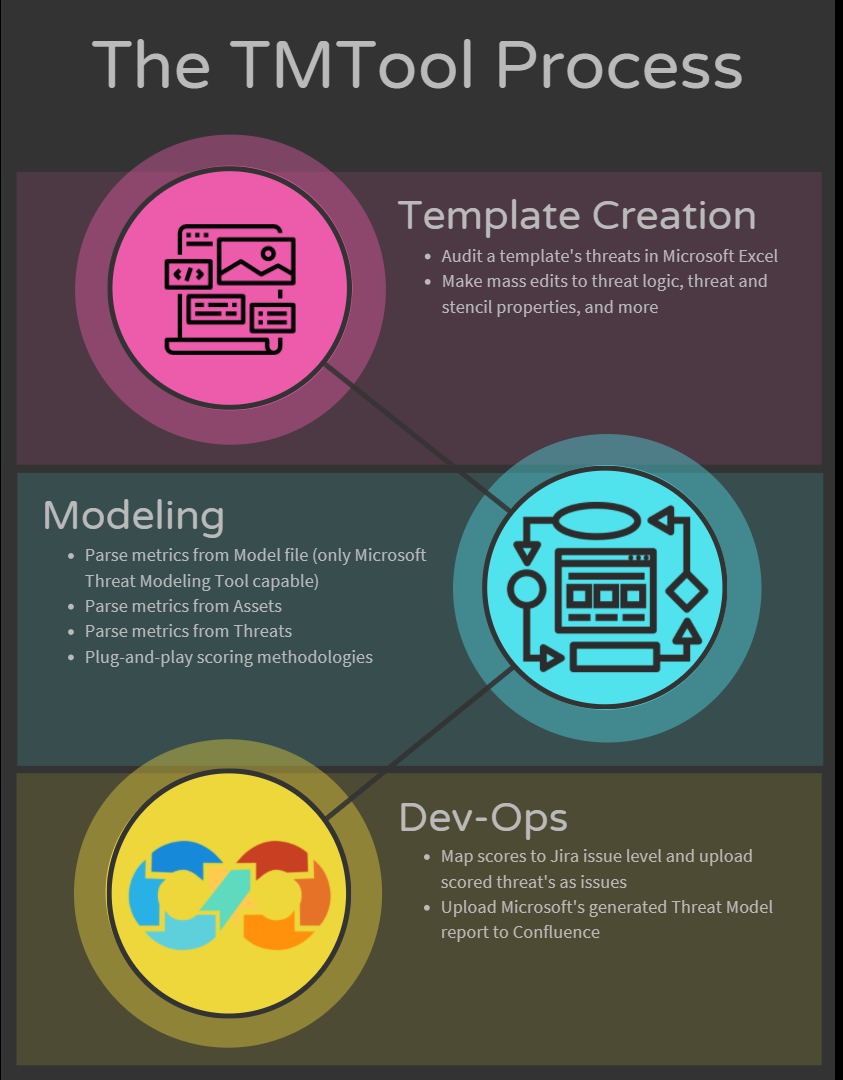 The TMTool Process
Template Creation
• Audit a template's threats in Microsoft Excel
• Make mass edits to threat logic, threat and
stencil properties, and more
Modeling
• Parse metrics from Model file (only Microsoft
Threat Modeling Tool capable)
• Parse metrics from Assets
• Parse metrics from Threats
• Plug-and-play scoring methodologies
Dev-Ops
• Map scores to Jira issue level and upload
scored threat's as issues
• Upload Microsoft's generated Threat Model
report to Confluence